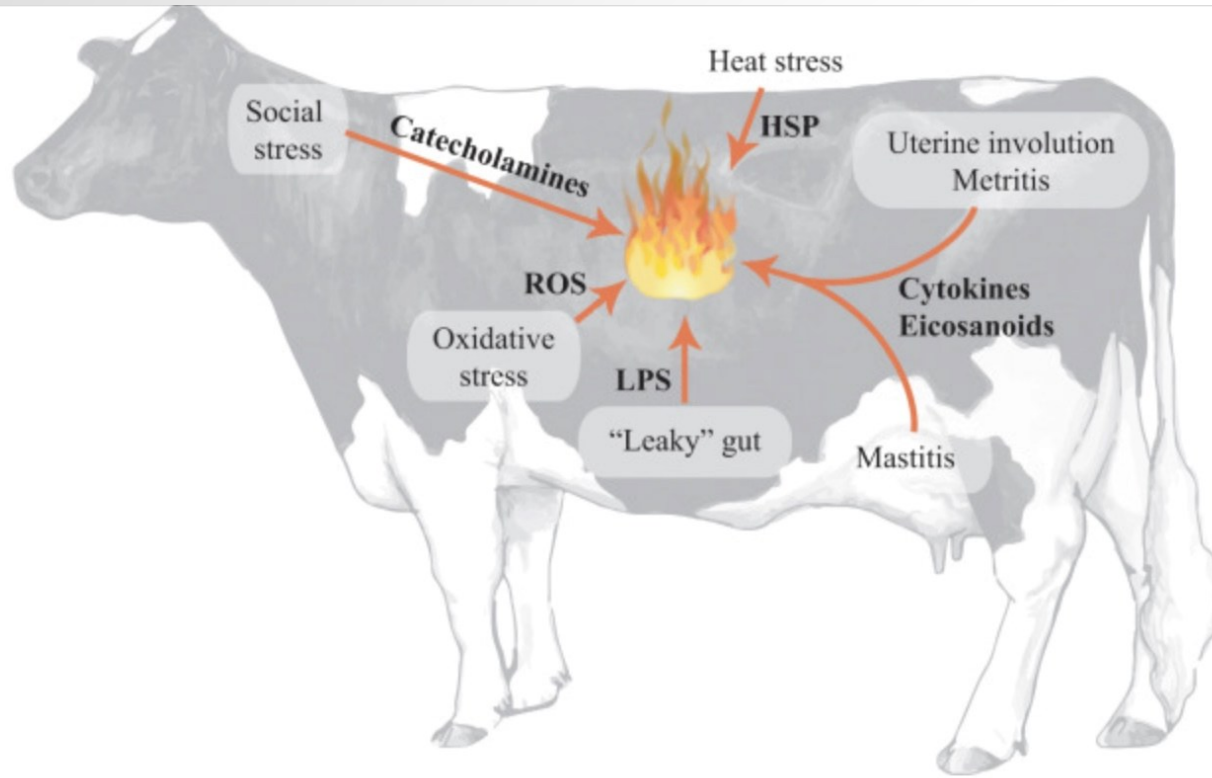 Heat stress
HSP
Social
stress
Catecholamines
Uterine involution
Metritis
ROS
Cytokines
Eicosanoids
Oxidative
stress
LPS
“Leaky” gut
Mastitis